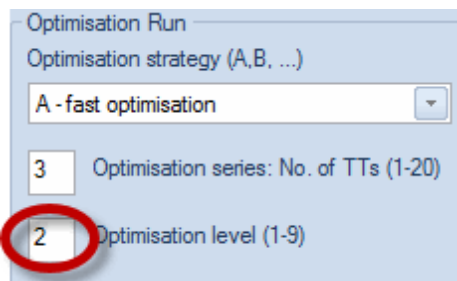 Optimisation Run
Optimisation strategy (A,B, ...)
A - fast optimisation
3 Optimisation series: No. of TTs (1-20)
2 Optimisation level (1-9)